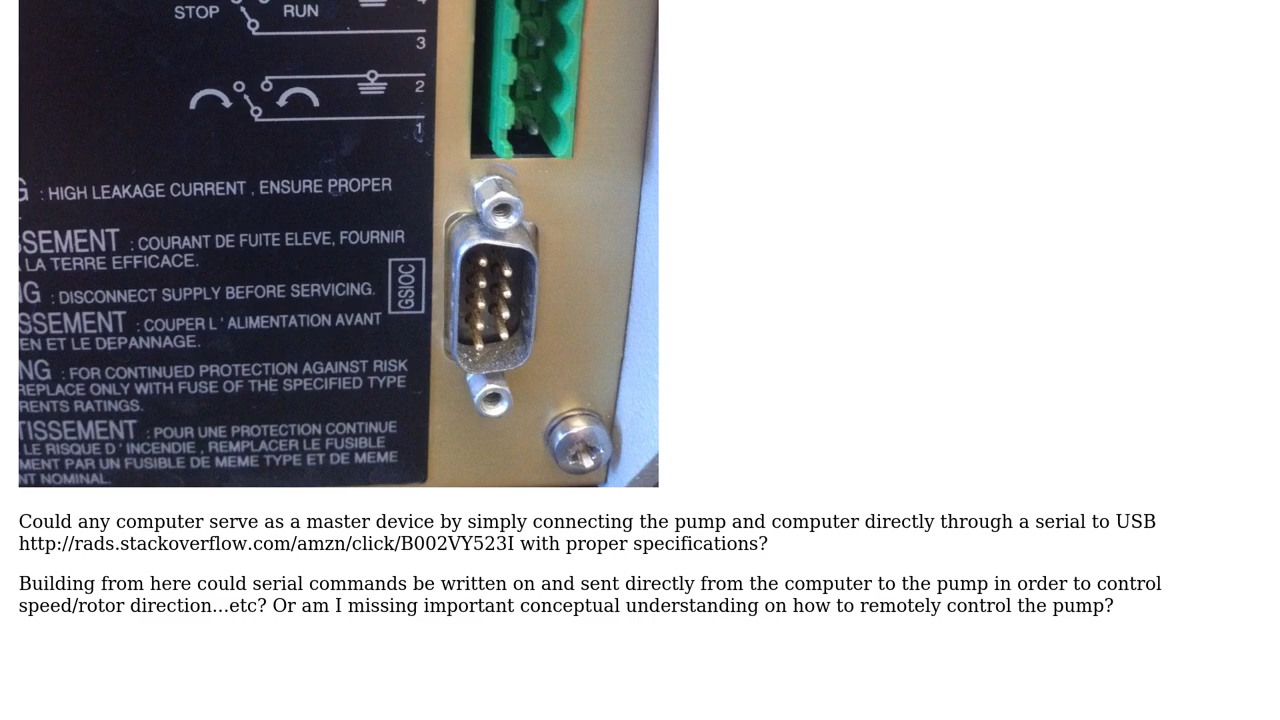 STOP RUN
3
2
1
: HIGH LEAKAGE CURRENT , ENSURE PROPER
SSEMENT : COURANT DE FUITE ELEVE, FOURNIR
LA TERRE EFFICACE.
NG : DISCONNECT SUPPLY BEFORE SERVICING.
GSIOC
SSEMENT : COUPER L ' ALIMENTATION AVANT
EN ET LE DEPANNAGE.
NG : FOR CONTINUED PROTECTION AGAINST RISK
REPLACE ONLY WITH FUSE OF THE SPECIFIED TYPE
RENTS RATINGS.
TISSEMENT : POUR UNE PROTECTION CONTINUE
LE RISQUE D ' INCENDIE , REMPLACER LE FUSIBLE
MENT PAR UN FUSIBLE DE MEME TYPE ET DE MEME
NT NOMINAL.
Could any computer serve as a master device by simply connecting the pump and computer directly through a serial to USB
http://rads.stackoverflow.com/amzn/click/B002VY523I with proper specifications?
Building from here could serial commands be written on and sent directly from the computer to the pump in order to control
speed/rotor direction...etc? Or am I missing important conceptual understanding on how to remotely control the pump?